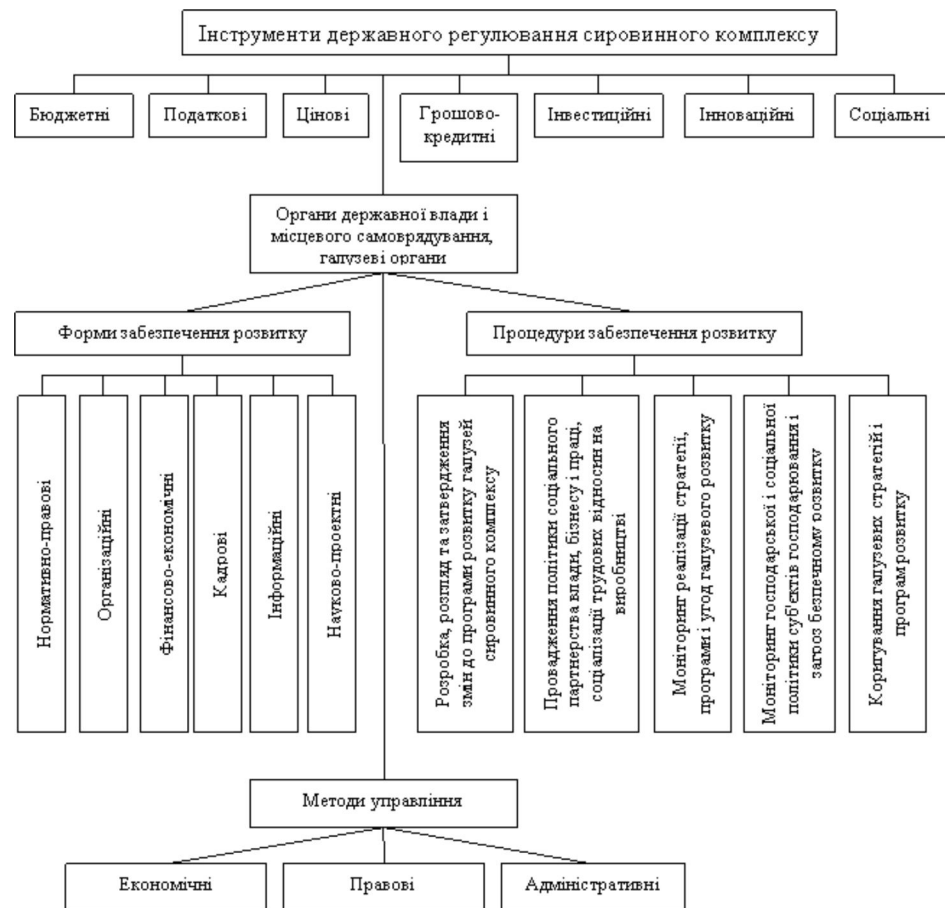 Інструменти державного регулювання сировинного комплексу
Бюджетні
Податкові
Цінові
Грошово-
кредитні
Інвестиційні
Інноваційні
Соціальні
Органи державної влади і
місцевого самоврядування,
галузеві органи
Форми забезпечення розвитку
Процедури забезпечення розвитку
Нормативно-правові
Організаційні
Фінансово-економічні
Кадрові
Інформаційні
Науково-проектні
Розробка, розгляд та затвердження
змін до програми розвитку галузей
сировинного комплексу
Провадження політики соціального
партнерства влади, бізнесу і праці,
соціалізації трудових відносин на
виробництві
Моніторинг реалізації стратегії,
програми і угод галузевого розвитку
Моніторинг господарської і соціальної
політики суб'єктів господарювання і
загроз безпечному розвитку
Коригування галузевих стратегій і
програм розвитку
Методи управління
Економічні
Правові
Адміністративні